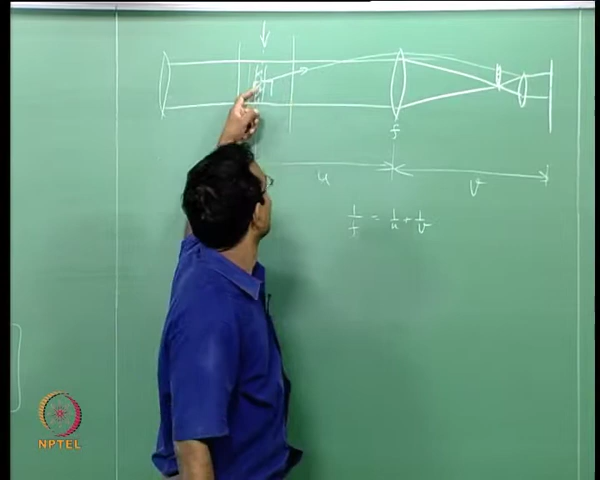 f
u
v
1/f = 1/u + 1/v
NPTEL